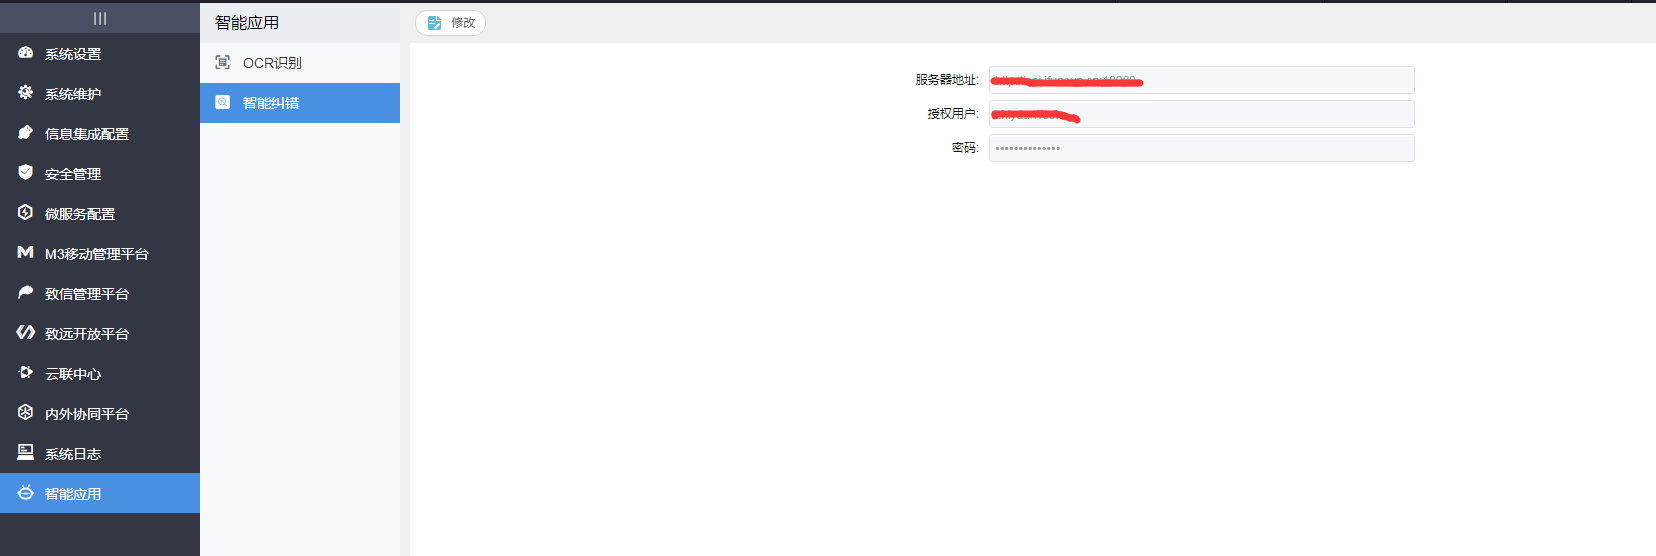 智能应用
修改
系统设置
系统维护
信息集成配置
安全管理
微服务配置
M3移动管理平台
致信管理平台
致远开放平台
云联中心
内外协同平台
系统日志
智能应用
OCR识别
智能纠错
服务器地址:
授权用户:
密码:
••••••••••••••